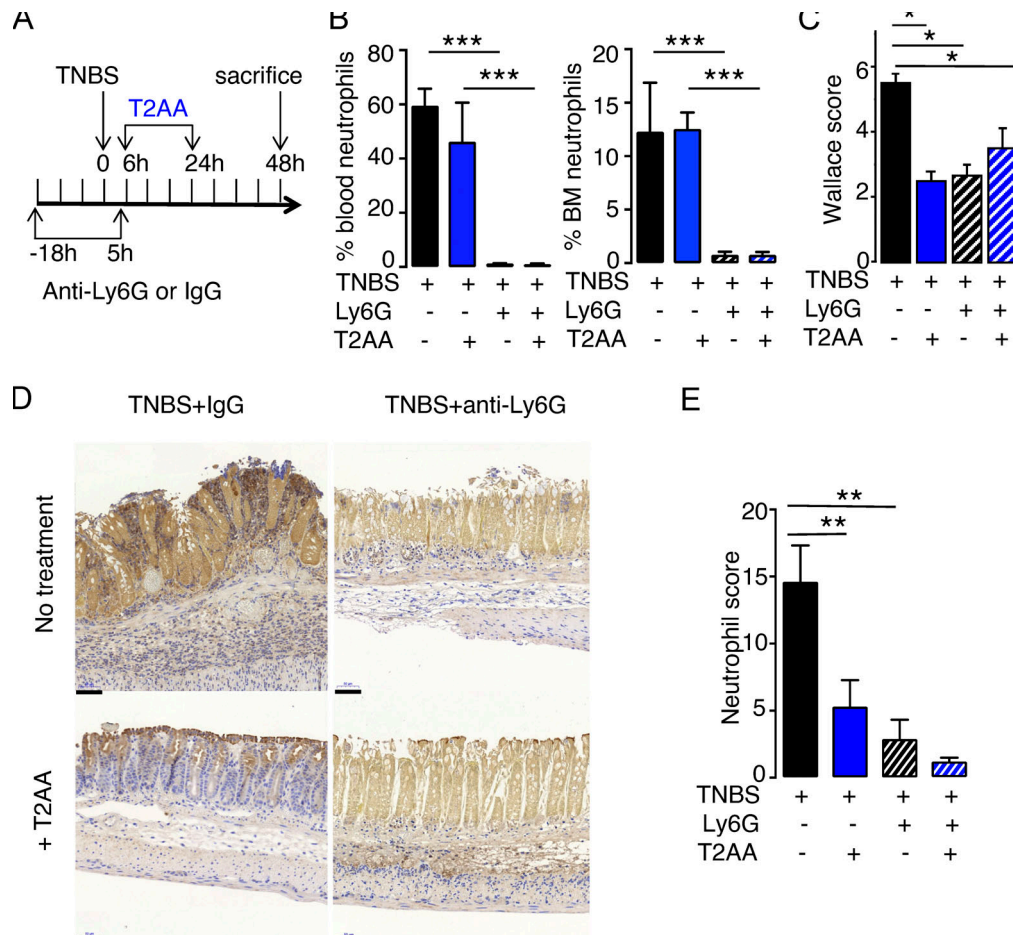 A
TNBS
sacrifice
T2AA
0 6h 24h 48h
-18h 5h
Anti-Ly6G or IgG
B
*** ***
*** ***
% blood neutrophils
80
60
40
20
0
TNBS + + + +
Ly6G - - + +
T2AA - + - +
% BM neutrophils
20
15
10
5
0
TNBS + + + +
Ly6G - - + +
T2AA - + - +
C
*
*
*
Wallace score
6
4
2
0
TNBS + + + +
Ly6G - - + +
T2AA - + - +
D
TNBS+IgG TNBS+anti-Ly6G
No treatment
+ T2AA
E
**
**
Neutrophil score
20
15
10
5
0
TNBS + + + +
Ly6G - - + +
T2AA - + - +